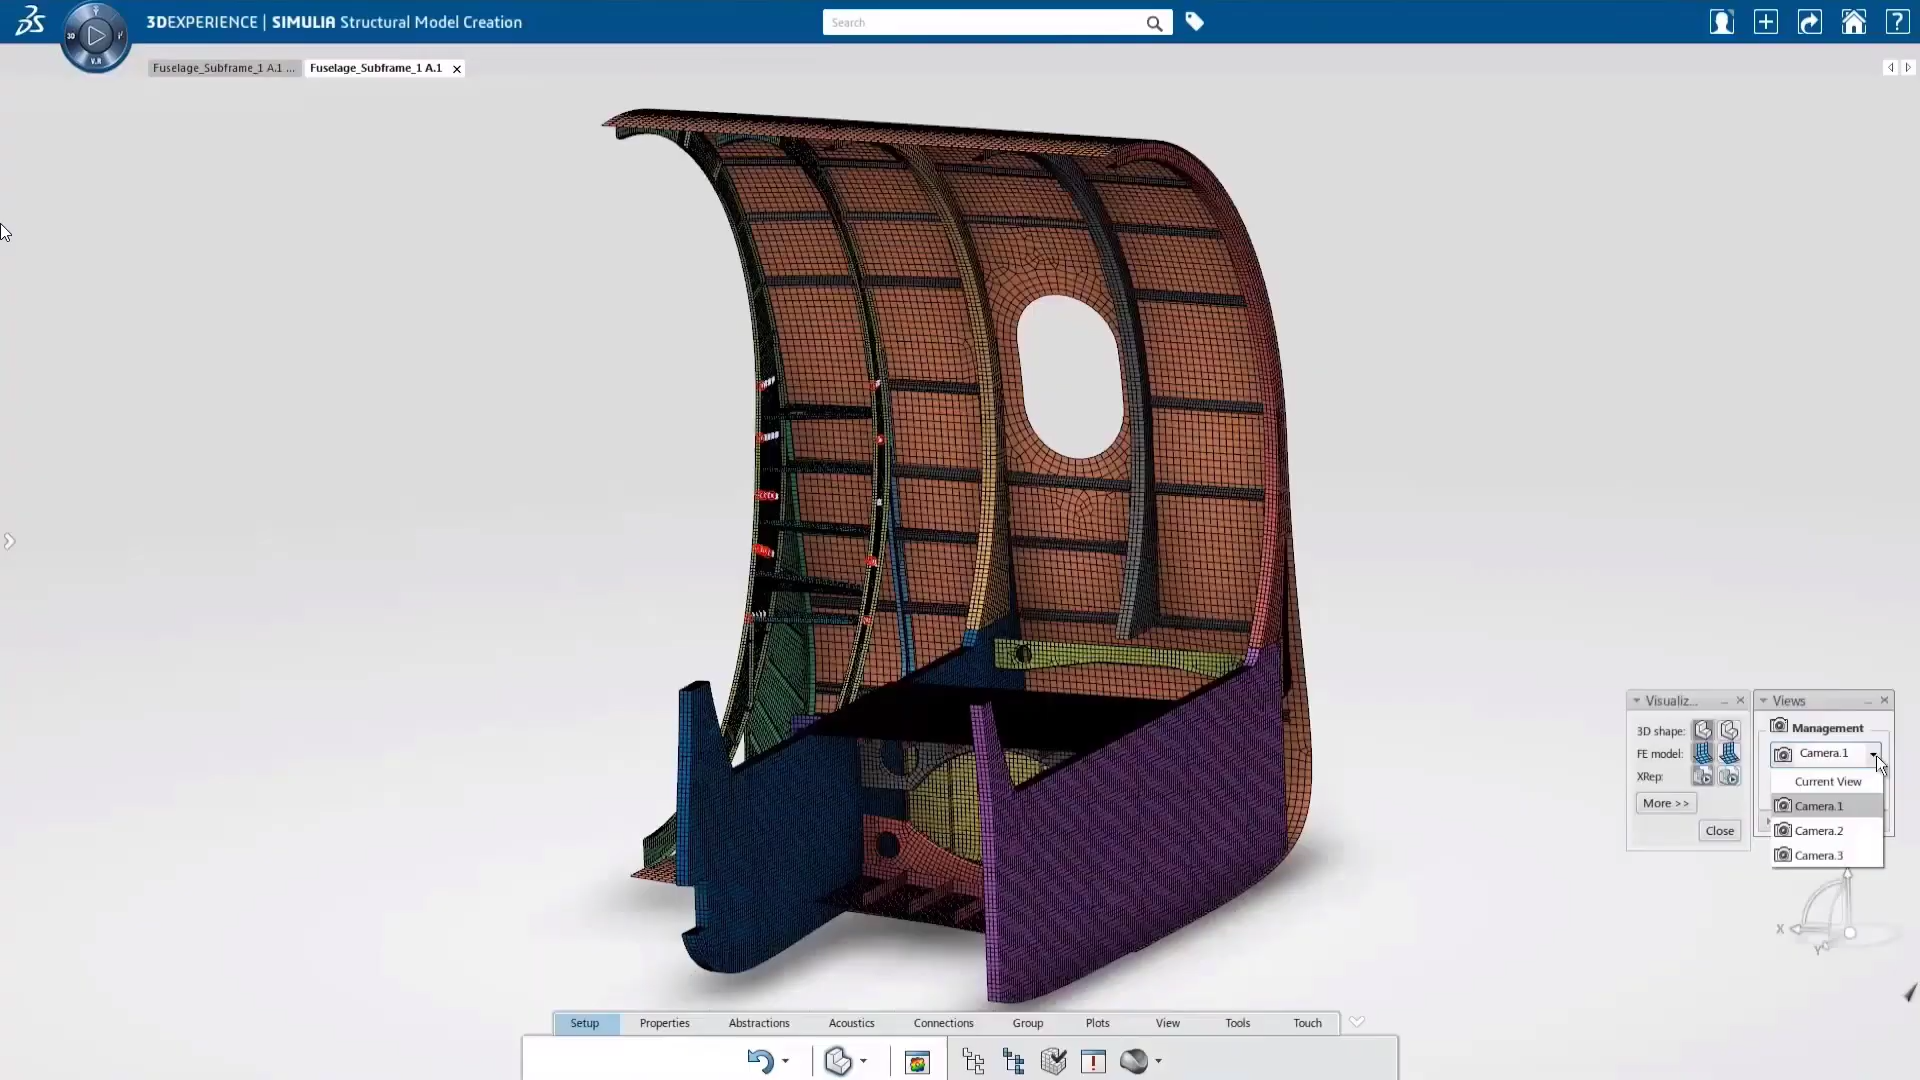 3DEXPERIENCE | SIMULIA Structural Model Creation
Search
3D
V.R
Fuselage_Subframe_1 A.1 ...
Fuselage_Subframe_1 A.1
Visualiz...
3D shape:
FE model:
XRep:
More >>
Close
Views
Management
Camera.1
Current View
Camera.1
Camera.2
Camera.3
X
Y
Setup
Properties
Abstractions
Acoustics
Connections
Group
Plots
View
Tools
Touch